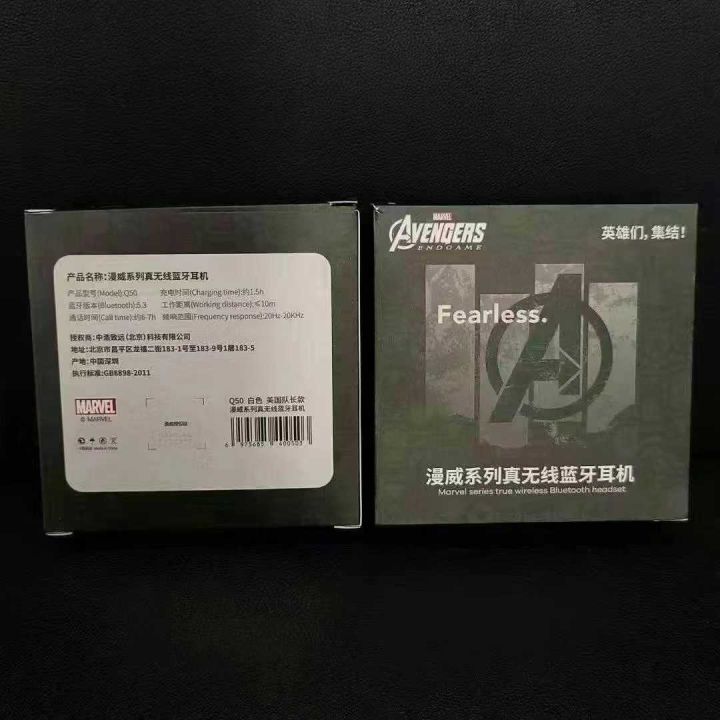 产品名称:漫威系列真无线蓝牙耳机
产品型号(Model):Q50 充电时间(Charging time):约1.5h
蓝牙版本(Bluetooth):5.3 工作距离(Working distance):≤10m
通话时间(Call time):约6-7h 频响范围(Frequency response):20Hz-20KHz
授权商:中浩致远(北京)科技有限公司
地址:北京市昌平区龙禧二街183-1号至183-9号1层183-5
产地:中国深圳
执行标准:GB8898-2011
MARVEL
© MARVEL
Q50 白色 美国队长款
漫威系列真无线蓝牙耳机
6 975685 400503
MARVEL
AVENGERS
ENDGAME
英雄们,集结!
Fearless.
漫威系列真无线蓝牙耳机
Marvel series true wireless Bluetooth headset